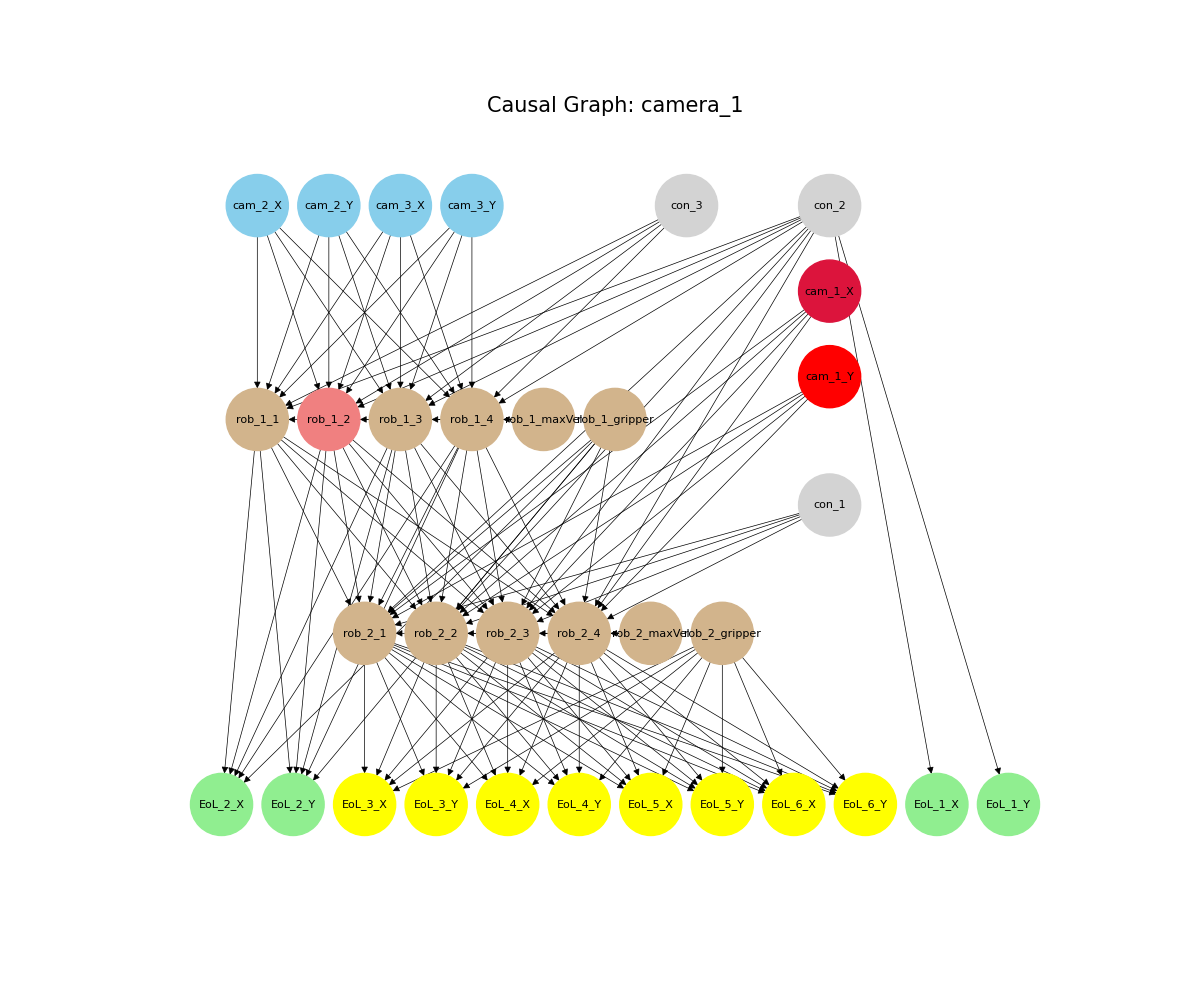 Causal Graph: camera_1
cam_2_X cam_2_Y cam_3_X cam_3_Y con_3 con_2
cam_1_X
cam_1_Y
rob_1_1 rob_1_2 rob_1_3 rob_1_4 rob_1_maxVel rob_1_gripper
con_1
rob_2_1 rob_2_2 rob_2_3 rob_2_4 rob_2_maxVel rob_2_gripper
EoL_2_X EoL_2_Y EoL_3_X EoL_3_Y EoL_4_X EoL_4_Y EoL_5_X EoL_5_Y EoL_6_X EoL_6_Y EoL_1_X EoL_1_Y